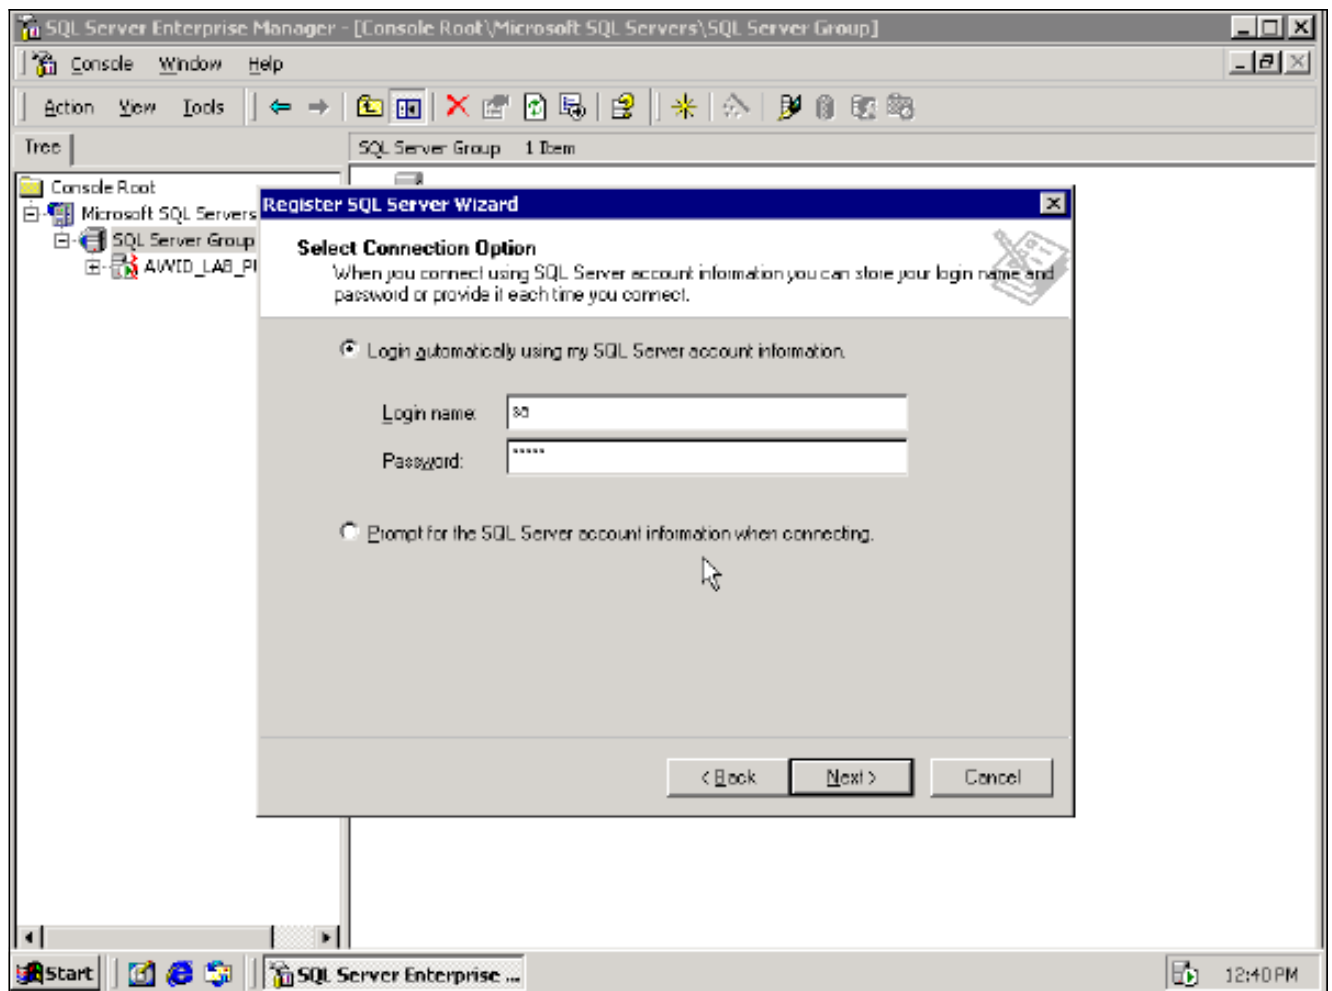 SQL Server Enterprise Manager - [Console Root\Microsoft SQL Servers\SQL Server Group]
Console Window Help
Action View Tools
Tree
SQL Server Group 1 Item
Console Root
Microsoft SQL Servers
SQL Server Group
AVVID_LAB_P
Register SQL Server Wizard
Select Connection Option
When you connect using SQL Server account information you can store your login name and
password or provide it each time you connect.
Login automatically using my SQL Server account information.
Login name: sa
Password: *****
Prompt for the SQL Server account information when connecting.
< Back Next > Cancel
Start SQL Server Enterprise ... 12:40 PM